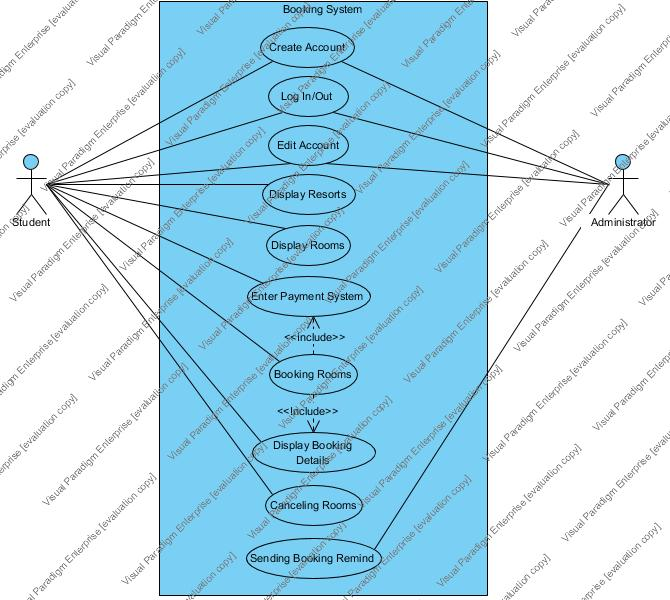 Booking System
Create Account
Log In/Out
Edit Account
Display Resorts
Student
Administrator
Display Rooms
Enter Payment System
<<Include>>
Booking Rooms
<<Include>>
Display Booking
Details
Canceling Rooms
Sending Booking Remind
Visual Paradigm Enterprise [evaluation copy]